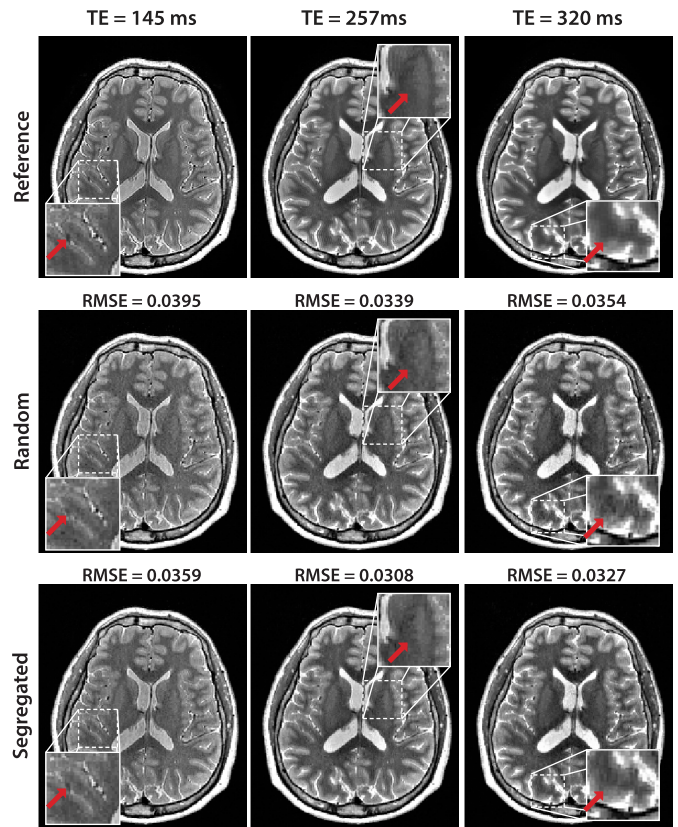 TE = 145 ms TE = 257ms TE = 320 ms
Reference
RMSE = 0.0395 RMSE = 0.0339 RMSE = 0.0354
Random
RMSE = 0.0359 RMSE = 0.0308 RMSE = 0.0327
Segregated